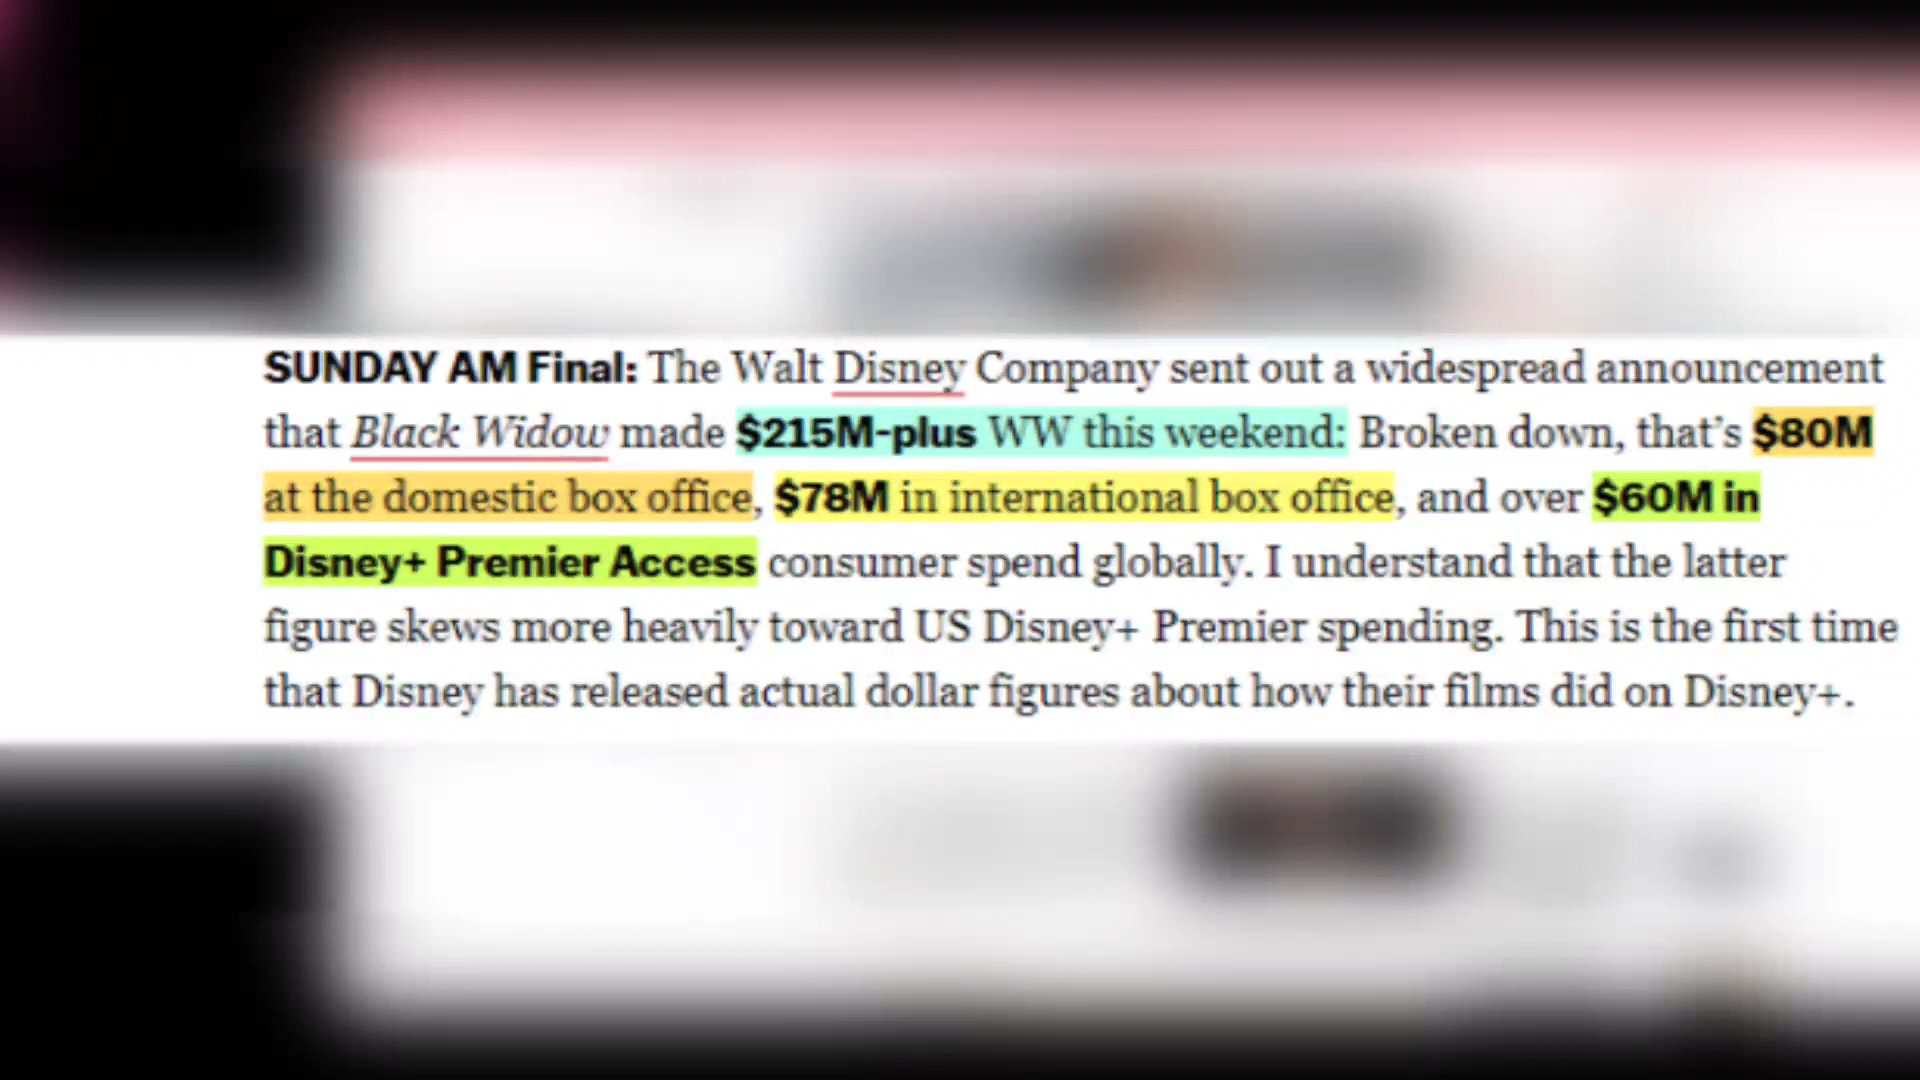 SUNDAY AM Final: The Walt Disney Company sent out a widespread announcement
that Black Widow made $215M-plus WW this weekend: Broken down, that’s $80M
at the domestic box office, $78M in international box office, and over $60M in
Disney+ Premier Access consumer spend globally. I understand that the latter
figure skews more heavily toward US Disney+ Premier spending. This is the first time
that Disney has released actual dollar figures about how their films did on Disney+.